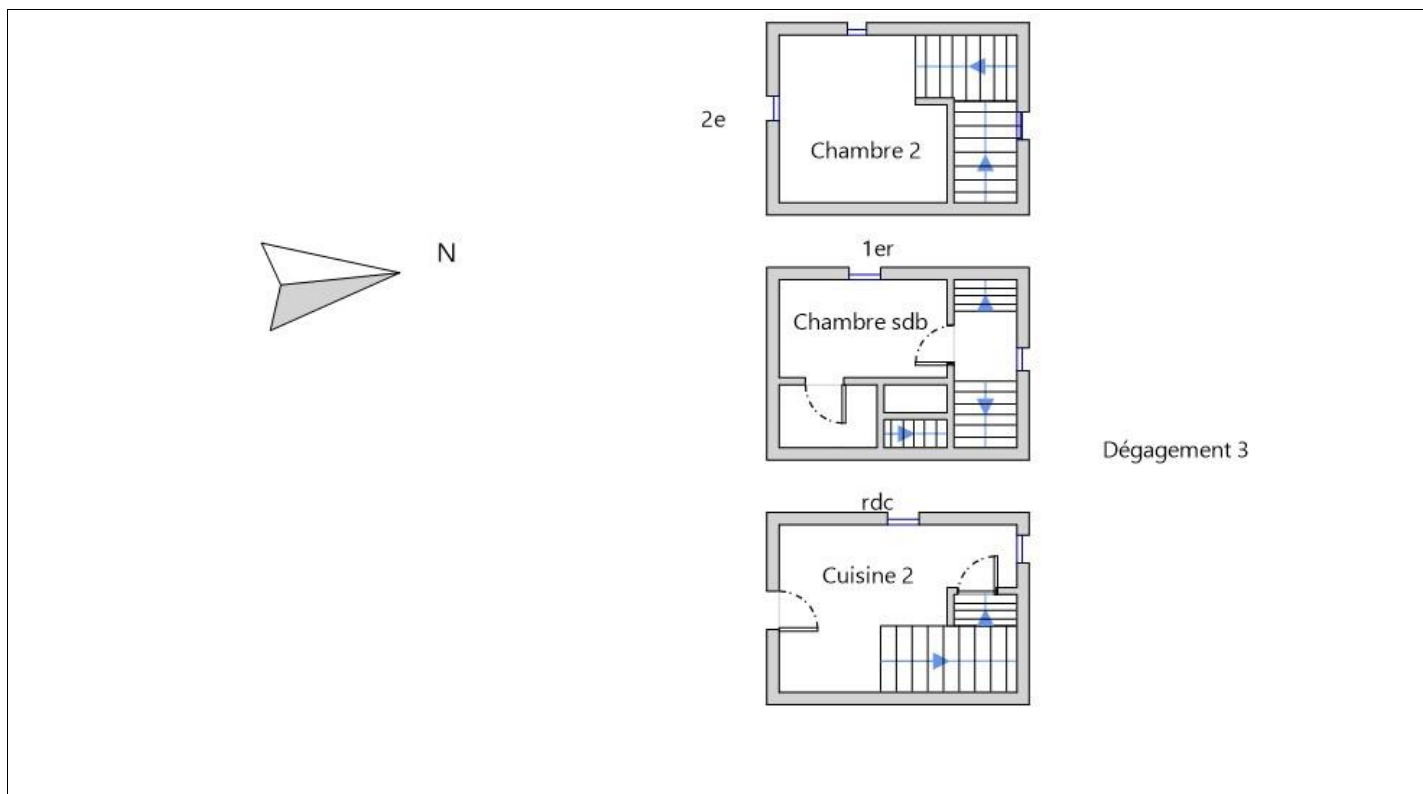 2e
Chambre 2
N
1er
Chambre sdb
Dégagement 3
rdc
Cuisine 2